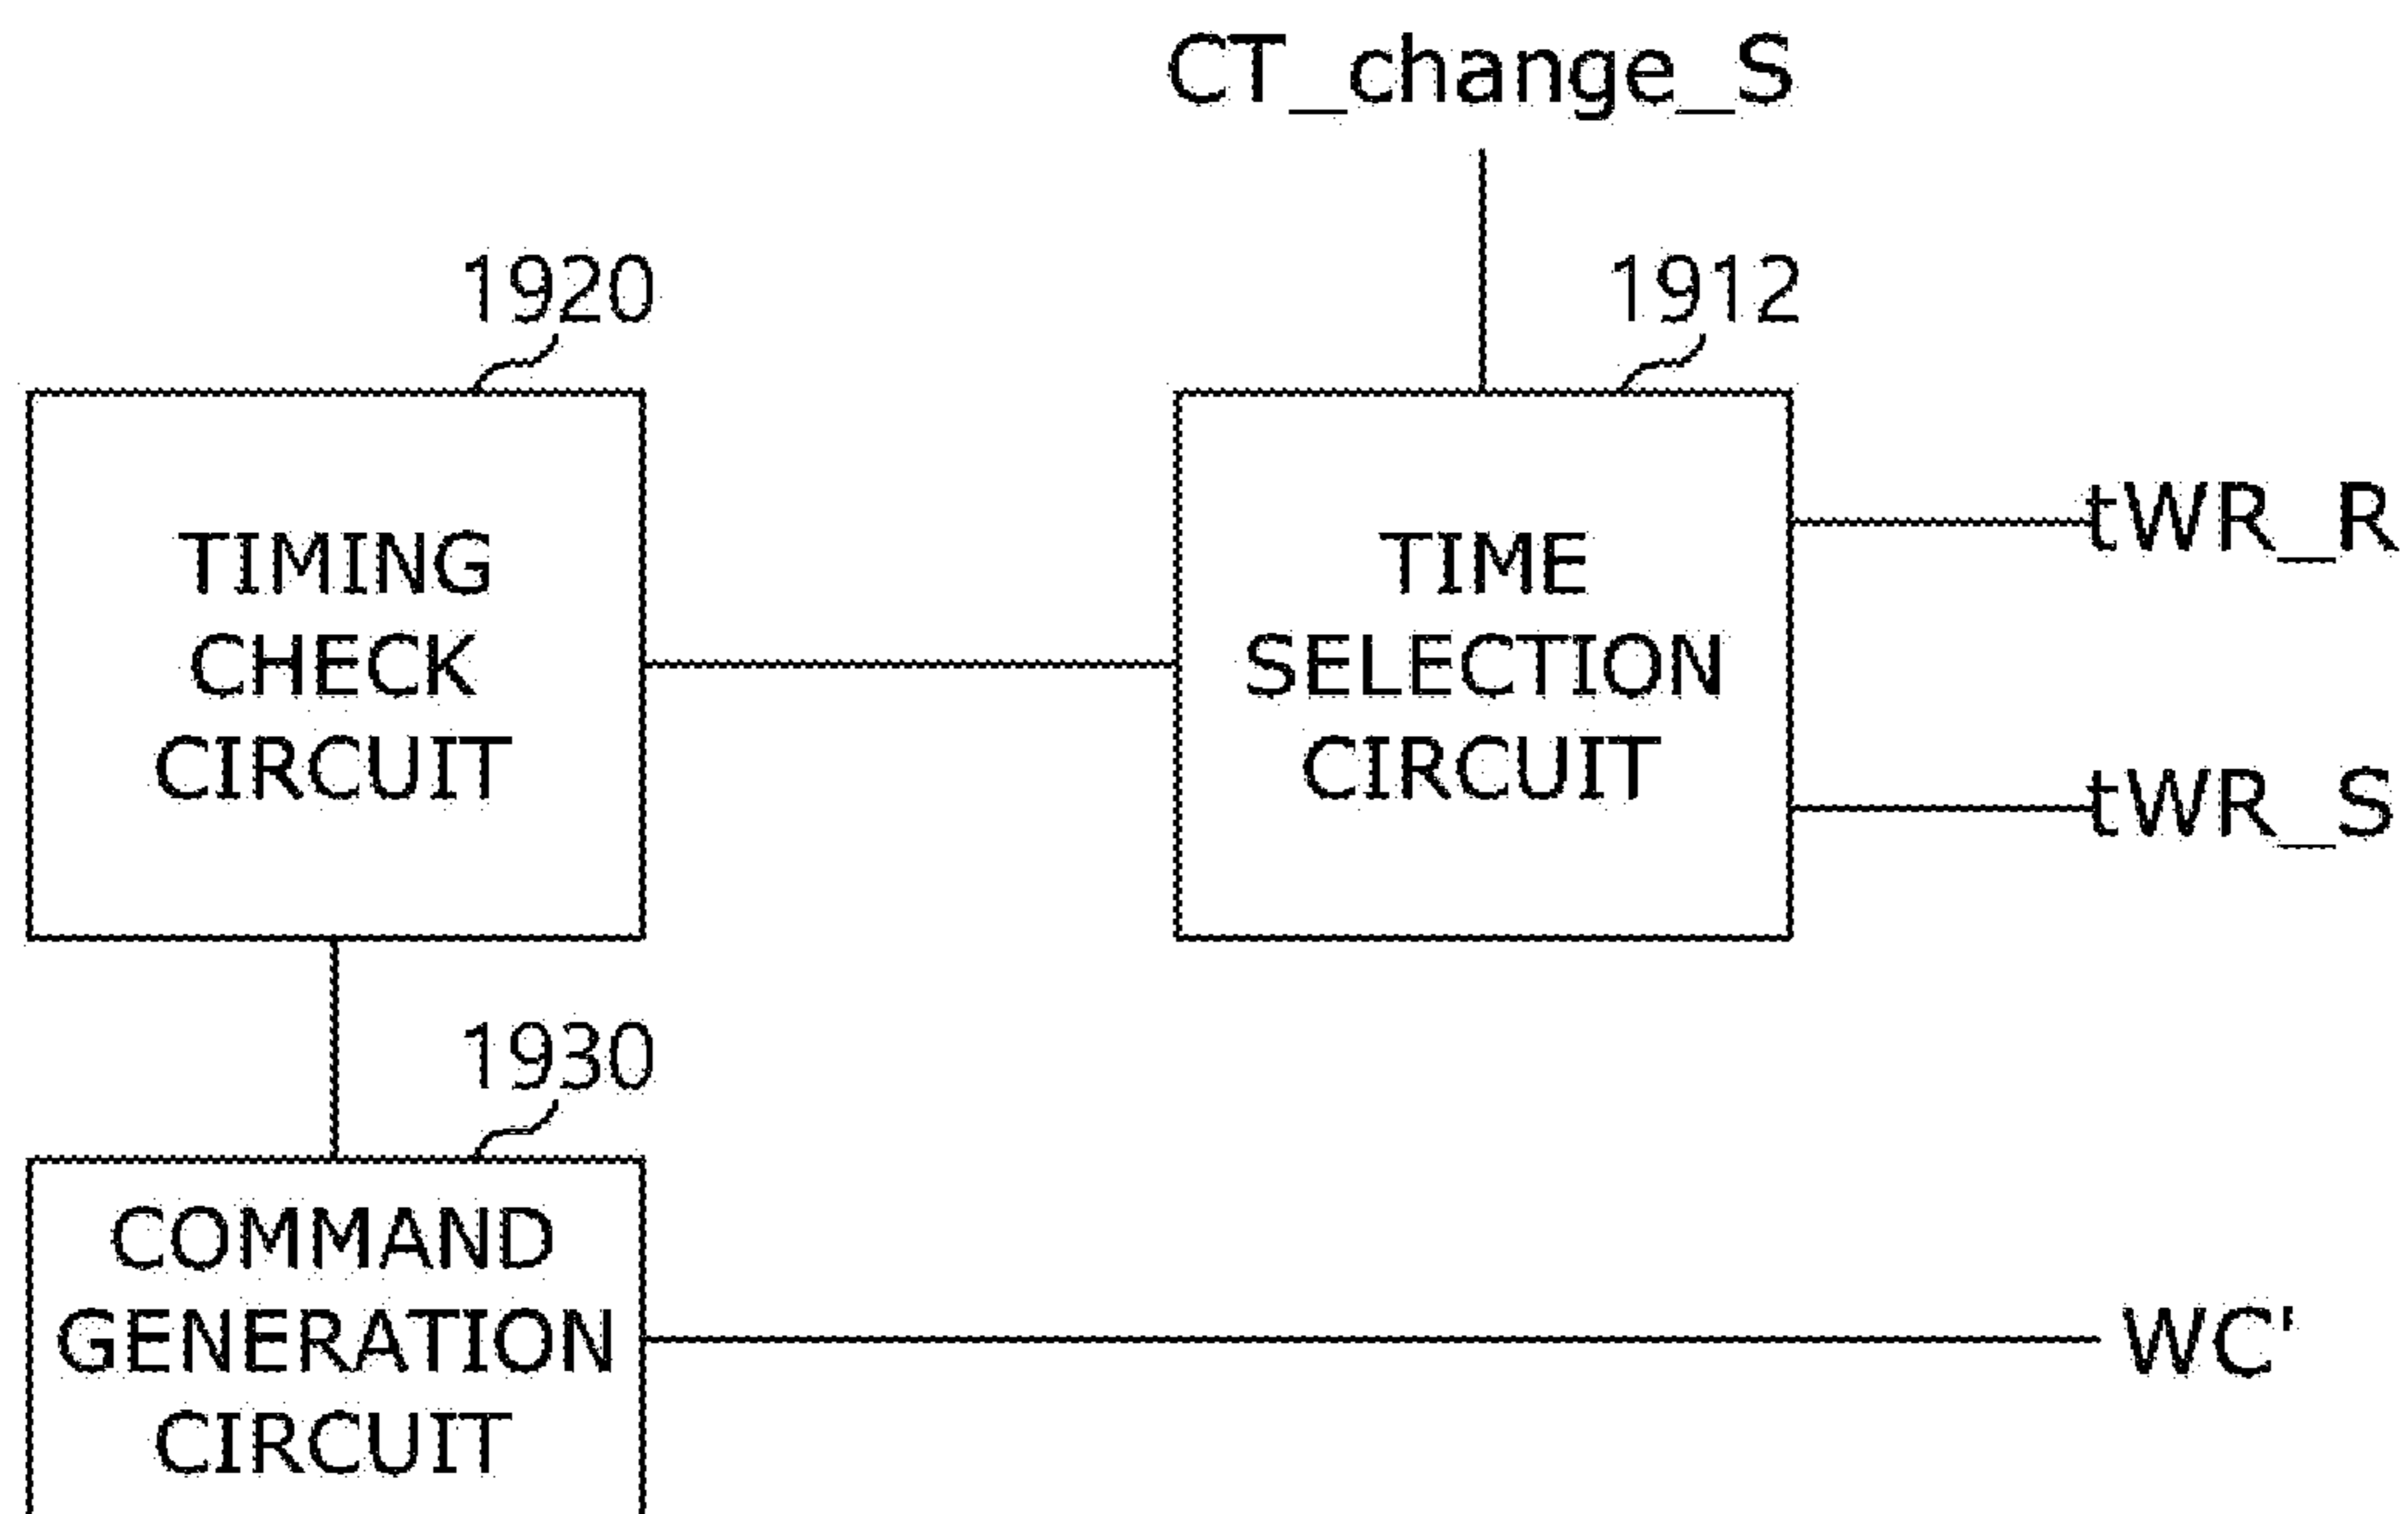 CT_change_S
1920
1912
TIMING
CHECK
CIRCUIT
TIME
SELECTION
CIRCUIT
tWR_R
tWR_S
1930
COMMAND
GENERATION
CIRCUIT
WC'